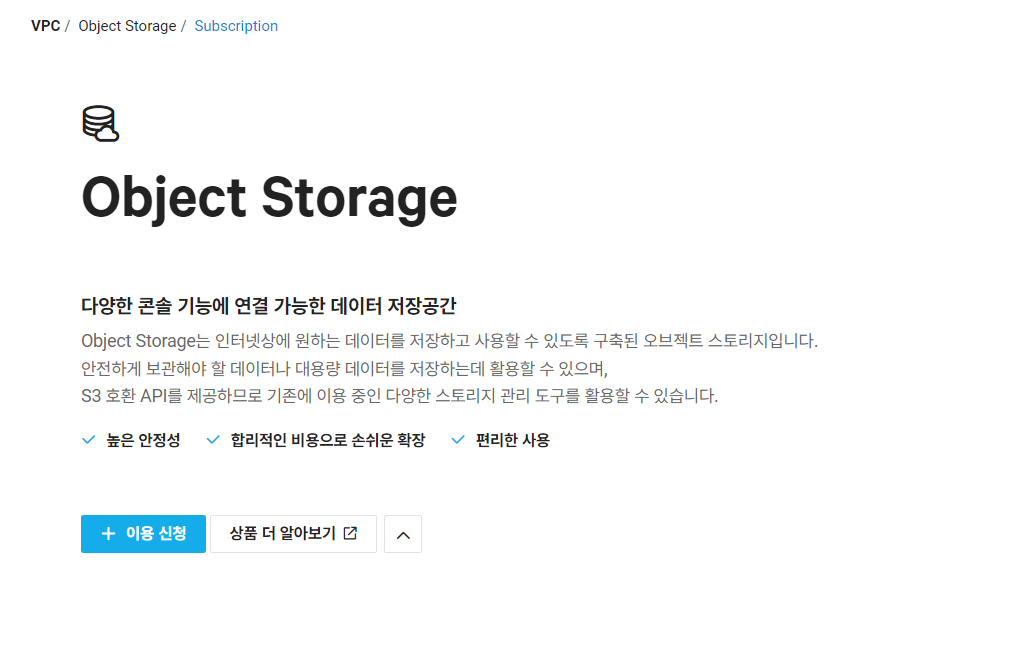 VPC / Object Storage / Subscription
Object Storage
다양한 콘솔 기능에 연결 가능한 데이터 저장공간
Object Storage는 인터넷상에 원하는 데이터를 저장하고 사용할 수 있도록 구축된 오브젝트 스토리지입니다.
안전하게 보관해야 할 데이터나 대용량 데이터를 저장하는데 활용할 수 있으며,
S3 호환 API를 제공하므로 기존에 이용 중인 다양한 스토리지 관리 도구를 활용할 수 있습니다.
높은 안정성 합리적인 비용으로 손쉬운 확장 편리한 사용
이용 신청 상품 더 알아보기